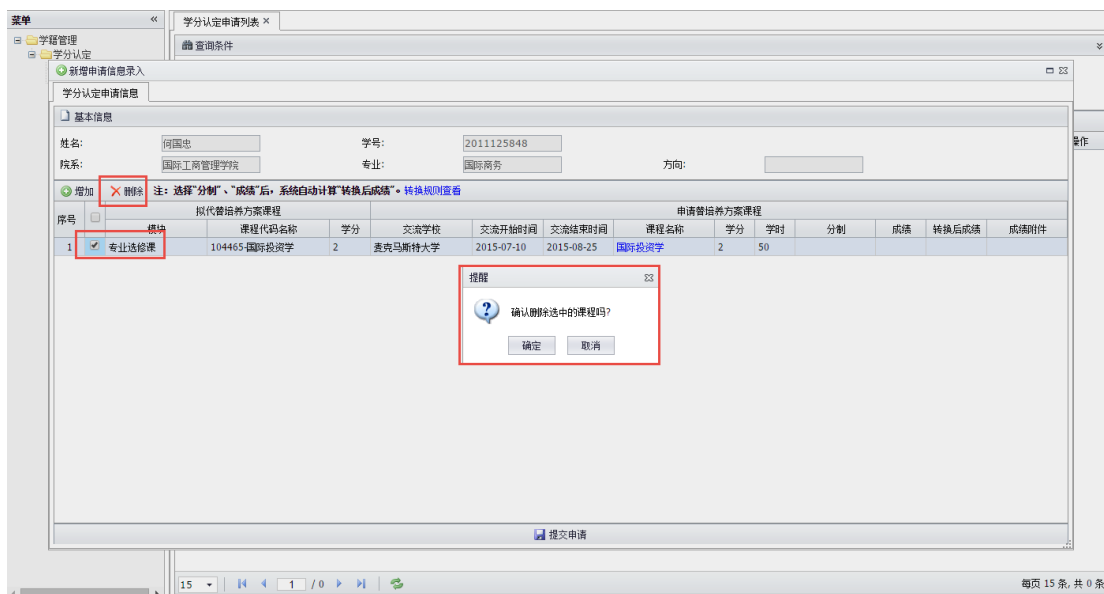 菜单
学分认定申请列表
学籍管理
学分认定
查询条件
新增申请信息录入
学分认定申请信息
基本信息
操作
姓名: 何国忠 学号: 2011125848
院系: 国际工商管理学院 专业: 国际商务 方向:
增加 删除 注：选择"分制"、"成绩"后，系统自动计算"转换后成绩"。转换规则查看
序号 拟代替培养方案课程 申请替培养方案课程
模块 课程代码名称 学分 交流学校 交流开始时间 交流结束时间 课程名称 学分 学时 分制 成绩 转换后成绩 成绩附件
1 专业选修课 104465-国际投资学 2 麦克马斯特大学 2015-07-10 2015-08-25 国际投资学 2 50
提醒
确认删除选中的课程吗?
确定 取消
提交申请
15 1 / 0 每页 15 条, 共 0 条